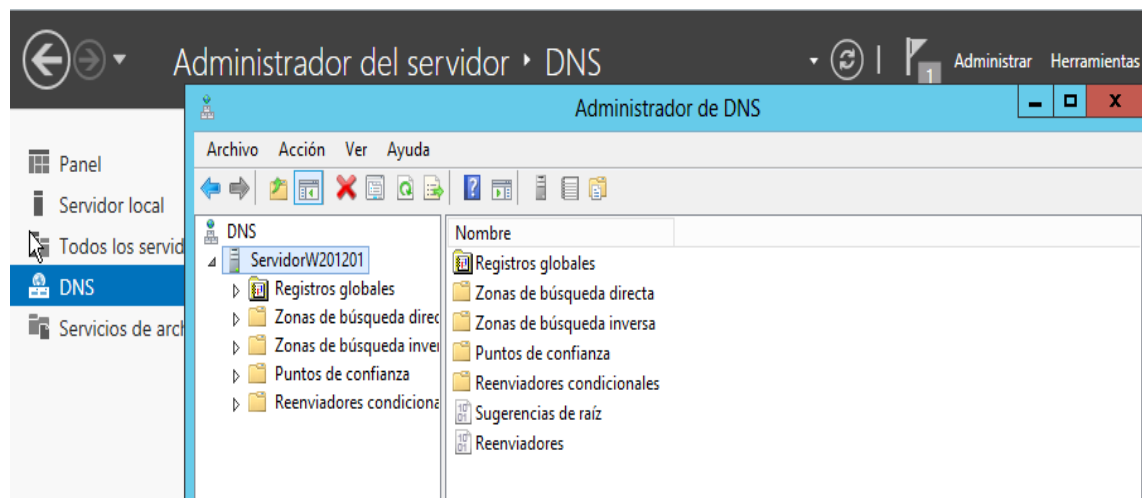 Administrador del servidor ‣ DNS
1
Administrar Herramientas
Administrador de DNS
Archivo Acción Ver Ayuda
Panel
Servidor local
Todos los servid
DNS
Servicios de arch
DNS
ServidorW201201
Registros globales
Zonas de búsqueda direc
Zonas de búsqueda inver
Puntos de confianza
Reenviadores condiciona
Nombre
Registros globales
Zonas de búsqueda directa
Zonas de búsqueda inversa
Puntos de confianza
Reenviadores condicionales
Sugerencias de raíz
Reenviadores